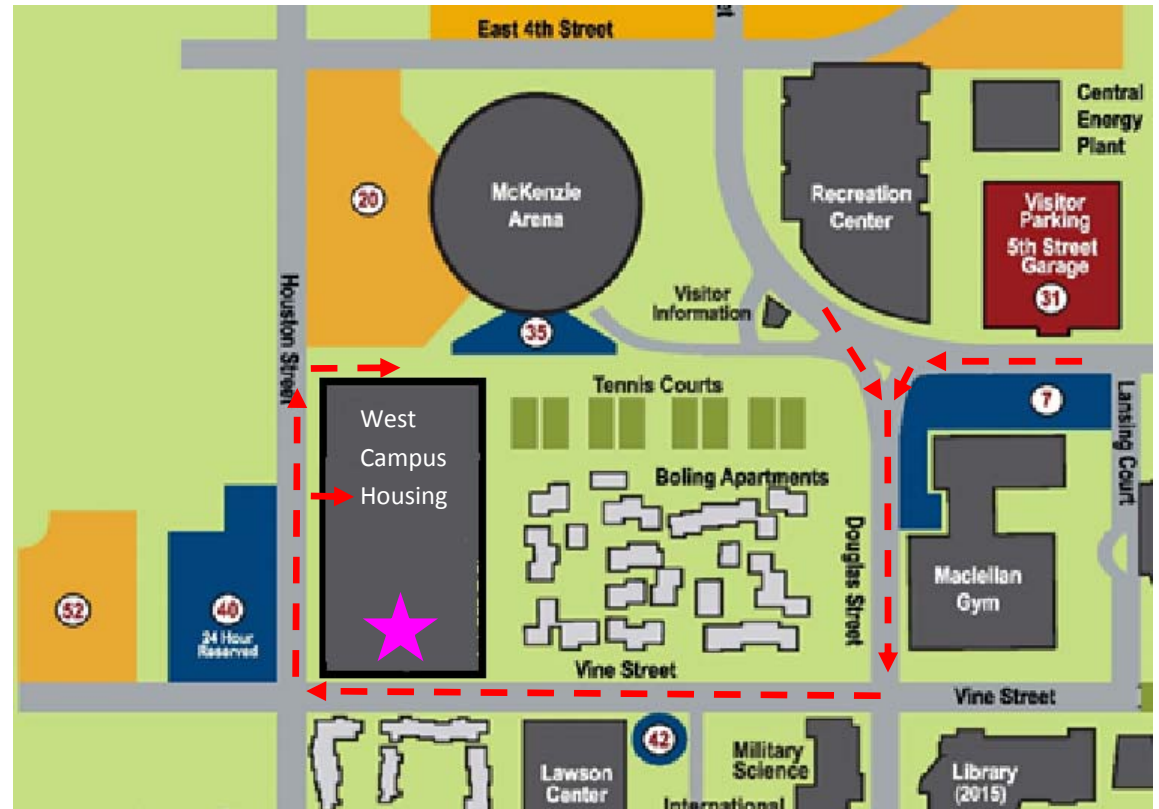 East 4th Street
et
Central
Energy
Plant
McKenzie
Arena
20
Recreation
Center
Visitor
Parking
5th Street
Garage
31
Houston Street
Visitor
Information
35
West
Campus
Housing
Tennis Courts
7
Lansing Court
Boling Apartments
Douglas Street
Maclellan
Gym
52
40
24 Hour
Reserved
Vine Street
Vine Street
42
Lawson
Center
Military
Science
International
Library
(2015)